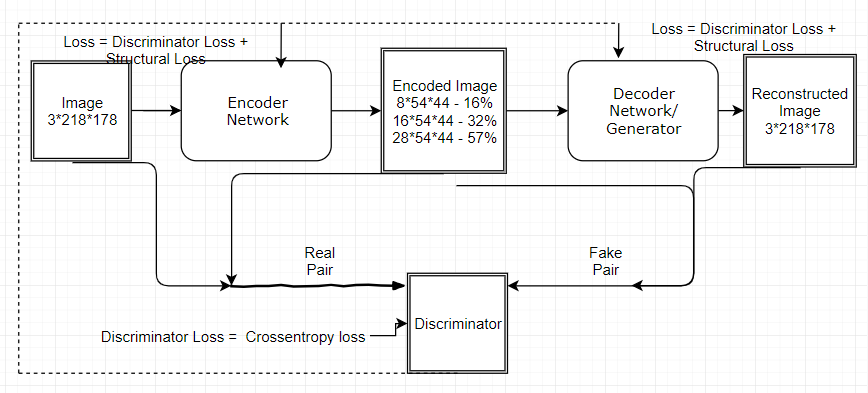 Loss = Discriminator Loss +
Structural Loss
Loss = Discriminator Loss +
Structural Loss
Image
3*218*178
Encoder
Network
Encoded Image
8*54*44 - 16%
16*54*44 - 32%
28*54*44 - 57%
Decoder
Network/
Generator
Reconstructed
Image
3*218*178
Real
Pair
Fake
Pair
Discriminator
Discriminator Loss = Crossentropy loss